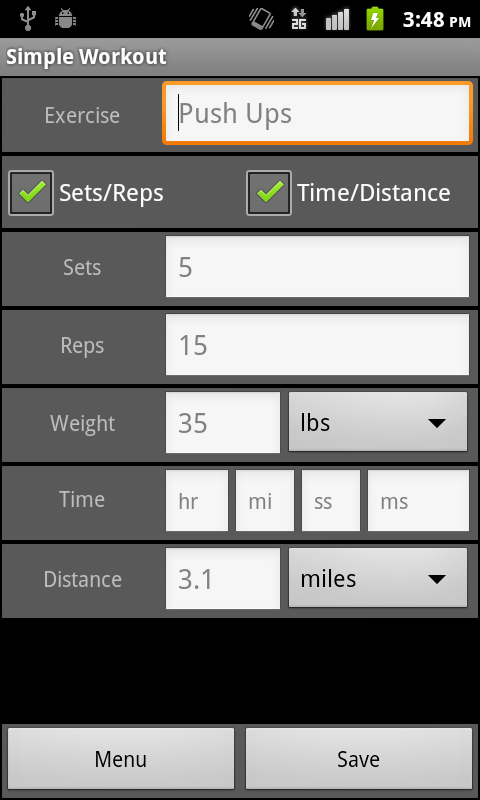 2G 3:48 PM
Simple Workout
Exercise Push Ups
Sets/Reps Time/Distance
Sets 5
Reps 15
Weight 35 lbs
Time hr mi ss ms
Distance 3.1 miles
Menu Save